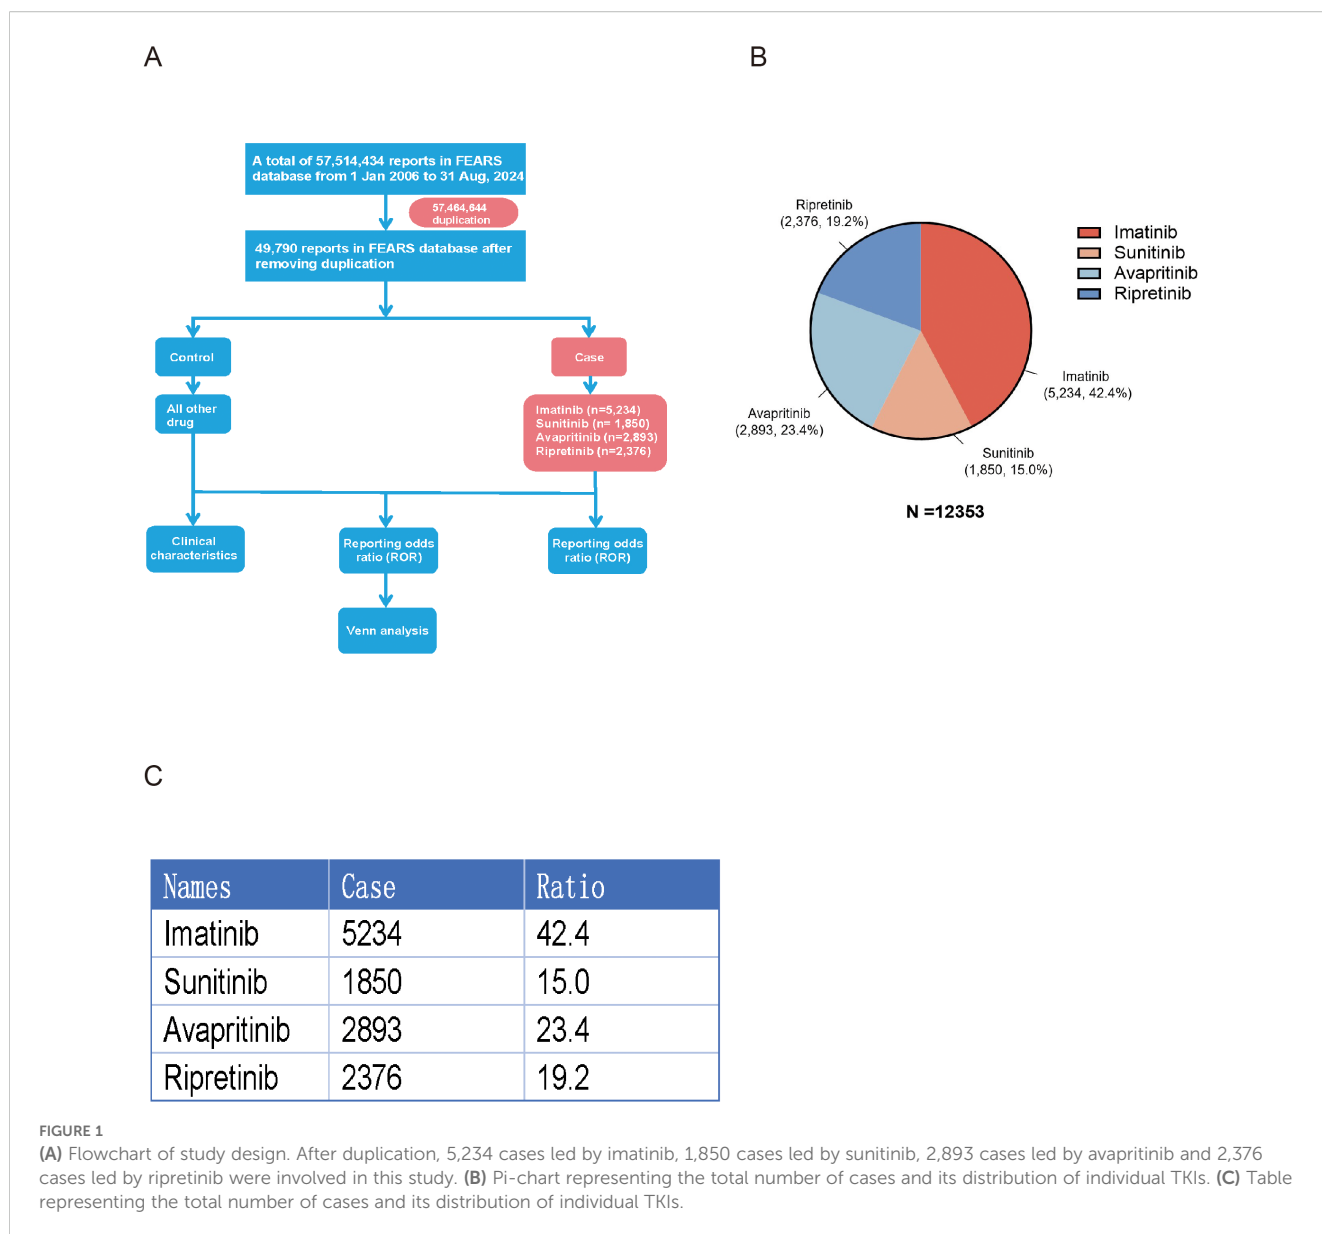 A
A total of 57,514,434 reports in FEARS
database from 1 Jan 2006 to 31 Aug, 2024
57,464,644
duplication
49,790 reports in FEARS database after
removing duplication
Control
Case
All other
drug
Imatinib (n=5,234)
Sunitinib (n= 1,850)
Avapritinib (n=2,893)
Ripretinib (n=2,376)
Clinical
characteristics
Reporting odds
ratio (ROR)
Reporting odds
ratio (ROR)
Venn analysis
B
Ripretinib
(2,376, 19.2%)
Imatinib
Sunitinib
Avapritinib
Ripretinib
Imatinib
(5,234, 42.4%)
Avapritinib
(2,893, 23.4%)
Sunitinib
(1,850, 15.0%)
N =12353
C
Names Case Ratio
Imatinib 5234 42.4
Sunitinib 1850 15.0
Avapritinib 2893 23.4
Ripretinib 2376 19.2
FIGURE 1
(A) Flowchart of study design. After duplication, 5,234 cases led by imatinib, 1,850 cases led by sunitinib, 2,893 cases led by avapritinib and 2,376
cases led by ripretinib were involved in this study. (B) Pi-chart representing the total number of cases and its distribution of individual TKIs. (C) Table
representing the total number of cases and its distribution of individual TKIs.